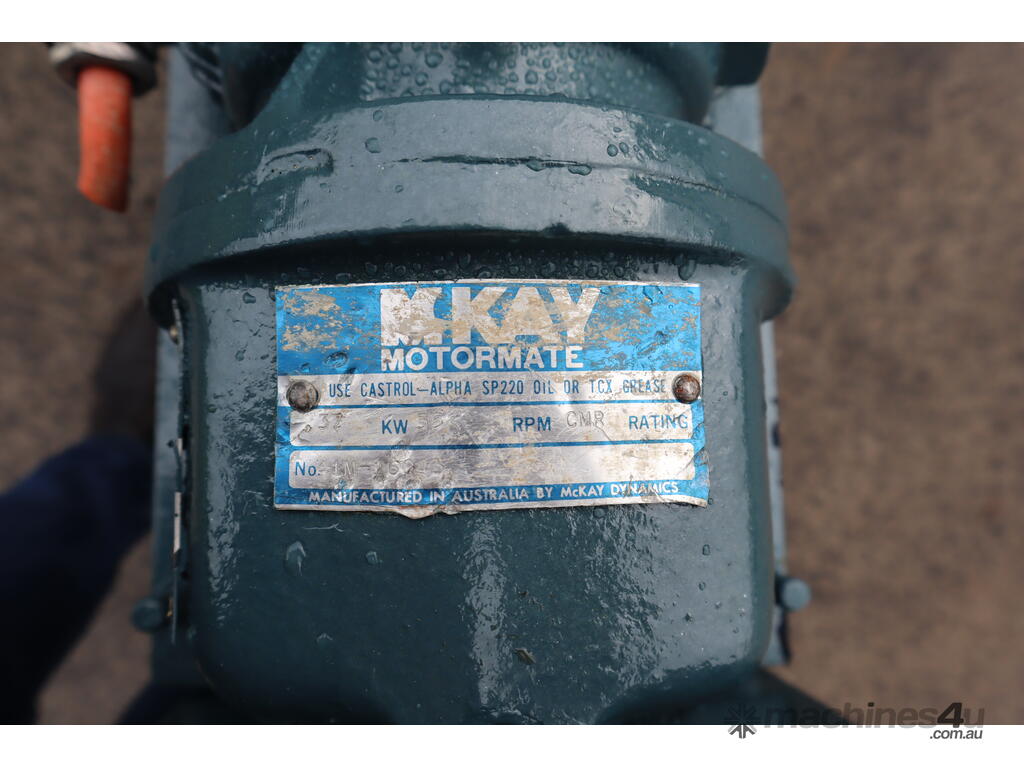 McKAY
MOTORMATE
USE CASTROL-ALPHA SP220 OIL OR TCX GREASE
KW RPM CMR RATING
No.
MANUFACTURED IN AUSTRALIA BY McKAY DYNAMICS
machines4u
.com.au